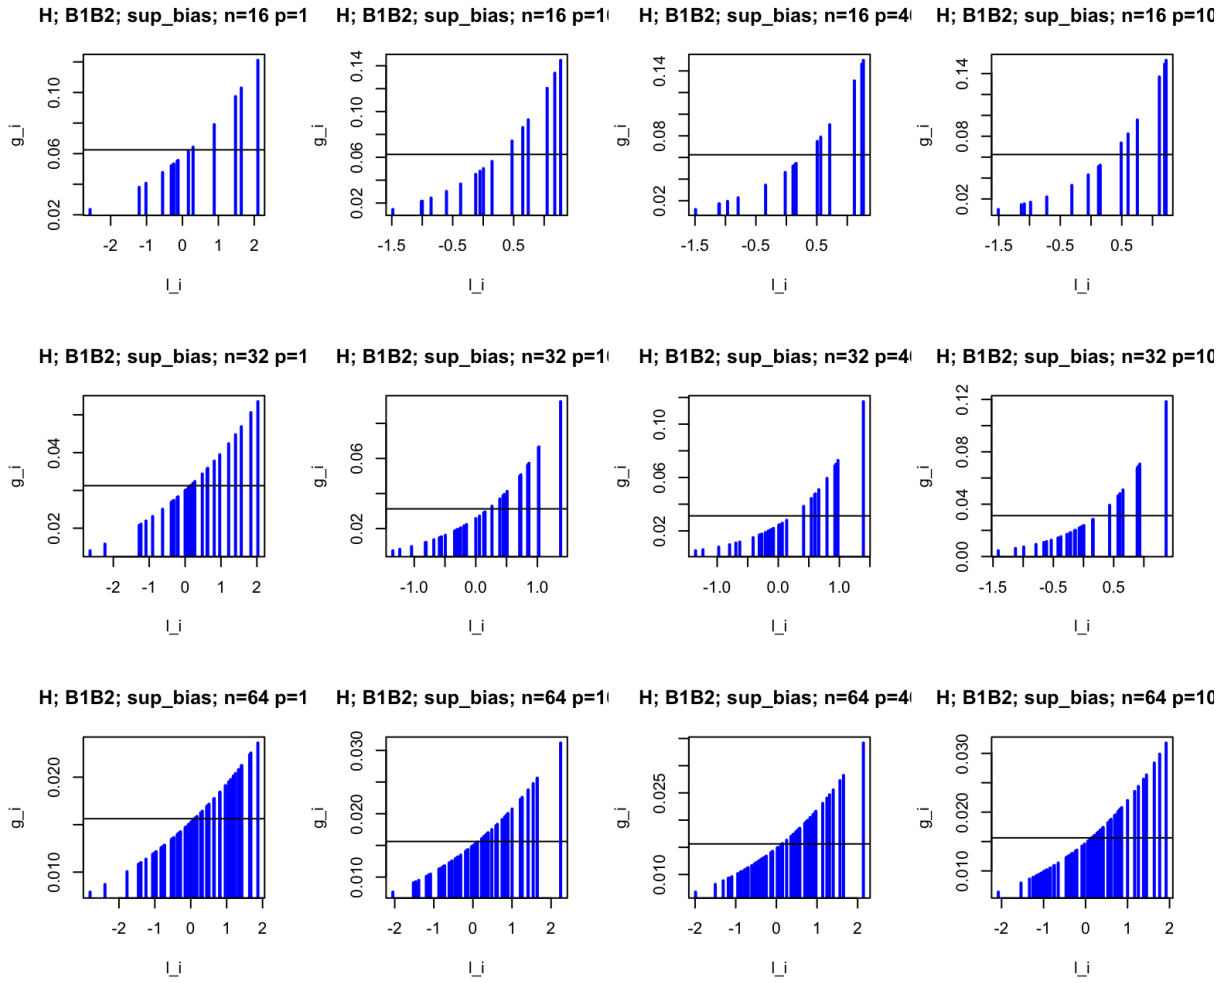 H; B1B2; sup_bias; n=16 p=1
H; B1B2; sup_bias; n=16 p=1
H; B1B2; sup_bias; n=16 p=4
H; B1B2; sup_bias; n=16 p=10
g_i
0.02 0.06 0.10
-2 -1 0 1 2
l_i
g_i
0.02 0.06 0.10 0.14
-1.5 -0.5 0.5
l_i
g_i
0.02 0.08 0.14
-1.5 -0.5 0.5
l_i
g_i
0.02 0.08 0.14
-1.5 -0.5 0.5
l_i
H; B1B2; sup_bias; n=32 p=1
H; B1B2; sup_bias; n=32 p=1
H; B1B2; sup_bias; n=32 p=4
H; B1B2; sup_bias; n=32 p=10
g_i
0.02 0.04
-2 -1 0 1 2
l_i
g_i
0.02 0.06
-1.0 0.0 1.0
l_i
g_i
0.02 0.06 0.10
-1.0 0.0 1.0
l_i
g_i
0.00 0.04 0.08 0.12
-1.5 -0.5 0.5
l_i
H; B1B2; sup_bias; n=64 p=1
H; B1B2; sup_bias; n=64 p=1
H; B1B2; sup_bias; n=64 p=4
H; B1B2; sup_bias; n=64 p=10
g_i
0.010 0.020
-2 -1 0 1 2
l_i
g_i
0.010 0.020 0.030
-2 -1 0 1 2
l_i
g_i
0.010 0.025
-2 -1 0 1 2
l_i
g_i
0.010 0.020 0.030
-2 -1 0 1 2
l_i